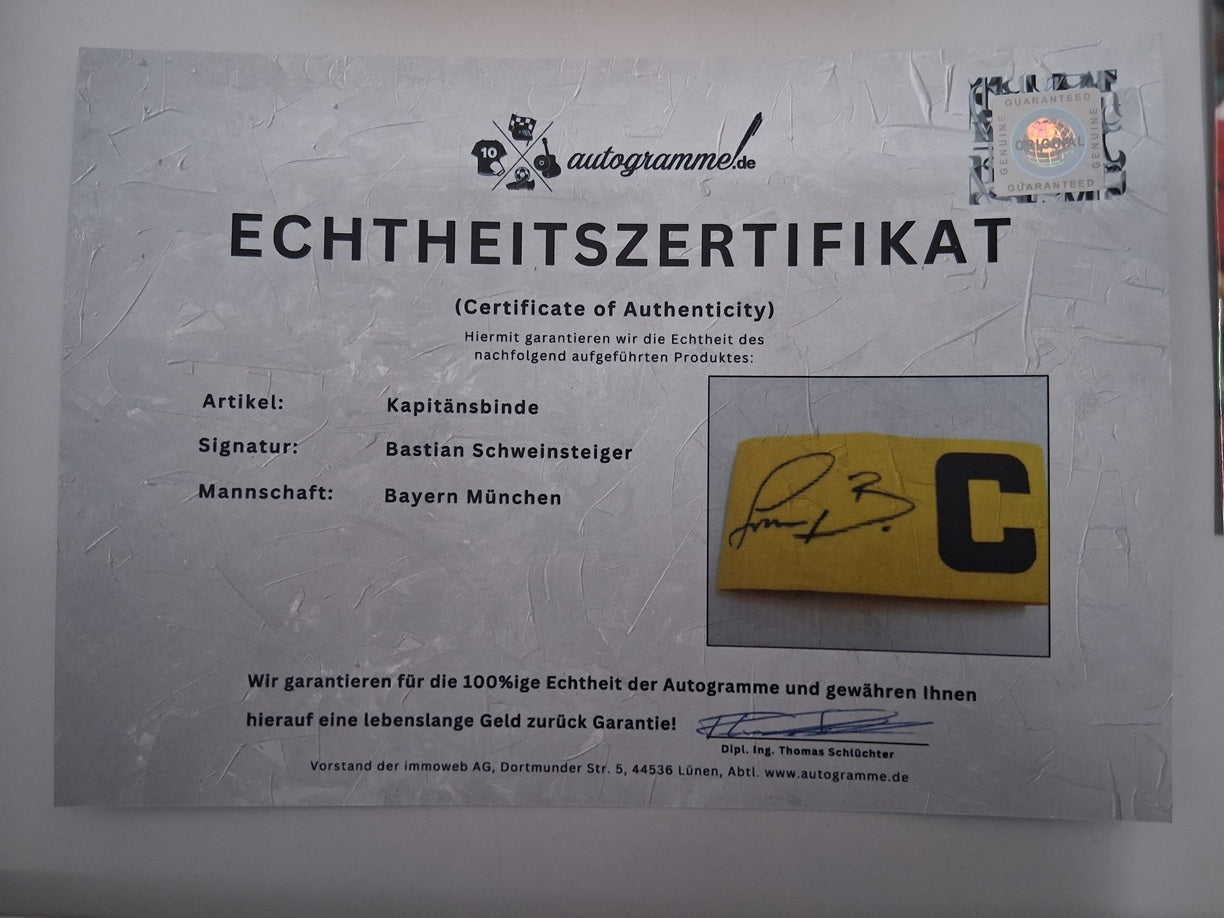 10
autogramme.de
GUARANTEED
GENUINE
ORIGINAL
GENUINE
GUARANTEED
ECHTHEITSZERTIFIKAT
(Certificate of Authenticity)
Hiermit garantieren wir die Echtheit des
nachfolgend aufgeführten Produktes:
Artikel: Kapitänsbinde
Signatur: Bastian Schweinsteiger
Mannschaft: Bayern München
C
Wir garantieren für die 100%ige Echtheit der Autogramme und gewähren Ihnen
hierauf eine lebenslange Geld zurück Garantie!
Dipl. Ing. Thomas Schlüchter
Vorstand der immoweb AG, Dortmunder Str. 5, 44536 Lünen, Abtl. www.autogramme.de